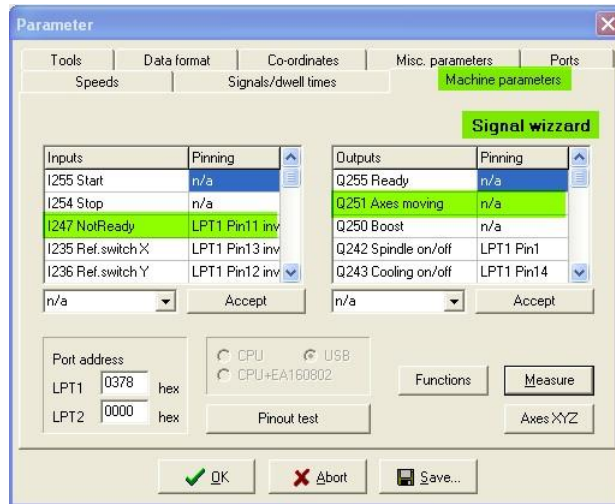 Parameter
Tools Data format Co-ordinates Misc. parameters Ports
Speeds Signals/dwell times Machine parameters
Signal wizzard
Inputs Pinning
I255 Start n/a
I254 Stop n/a
I247 NotReady LPT1 Pin11 inv
I235 Ref.switch X LPT1 Pin13 inv
I236 Ref.switch Y LPT1 Pin12 inv
n/a Accept
Outputs Pinning
Q255 Ready n/a
Q251 Axes moving n/a
Q250 Boost n/a
Q242 Spindle on/off LPT1 Pin1
Q243 Cooling on/off LPT1 Pin14
n/a Accept
Port address
LPT1 0378 hex
LPT2 0000 hex
CPU USB
CPU+EA160802
Pinout test
Functions Measure
Axes XYZ
OK Abort Save...